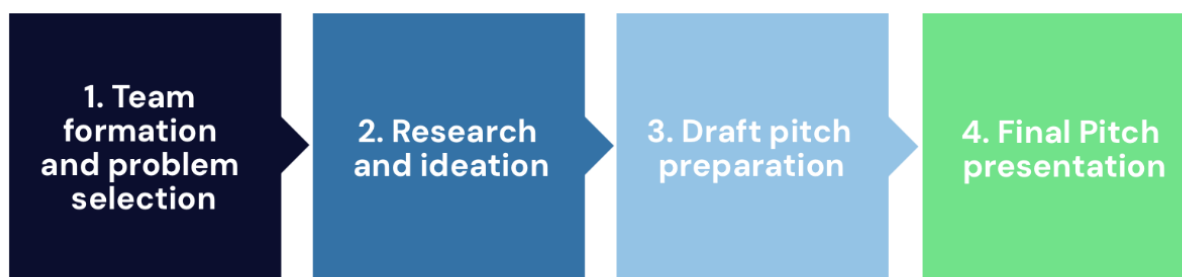 1. Team
formation
and problem
selection
2. Research
and ideation
3. Draft pitch
preparation
4. Final Pitch
presentation